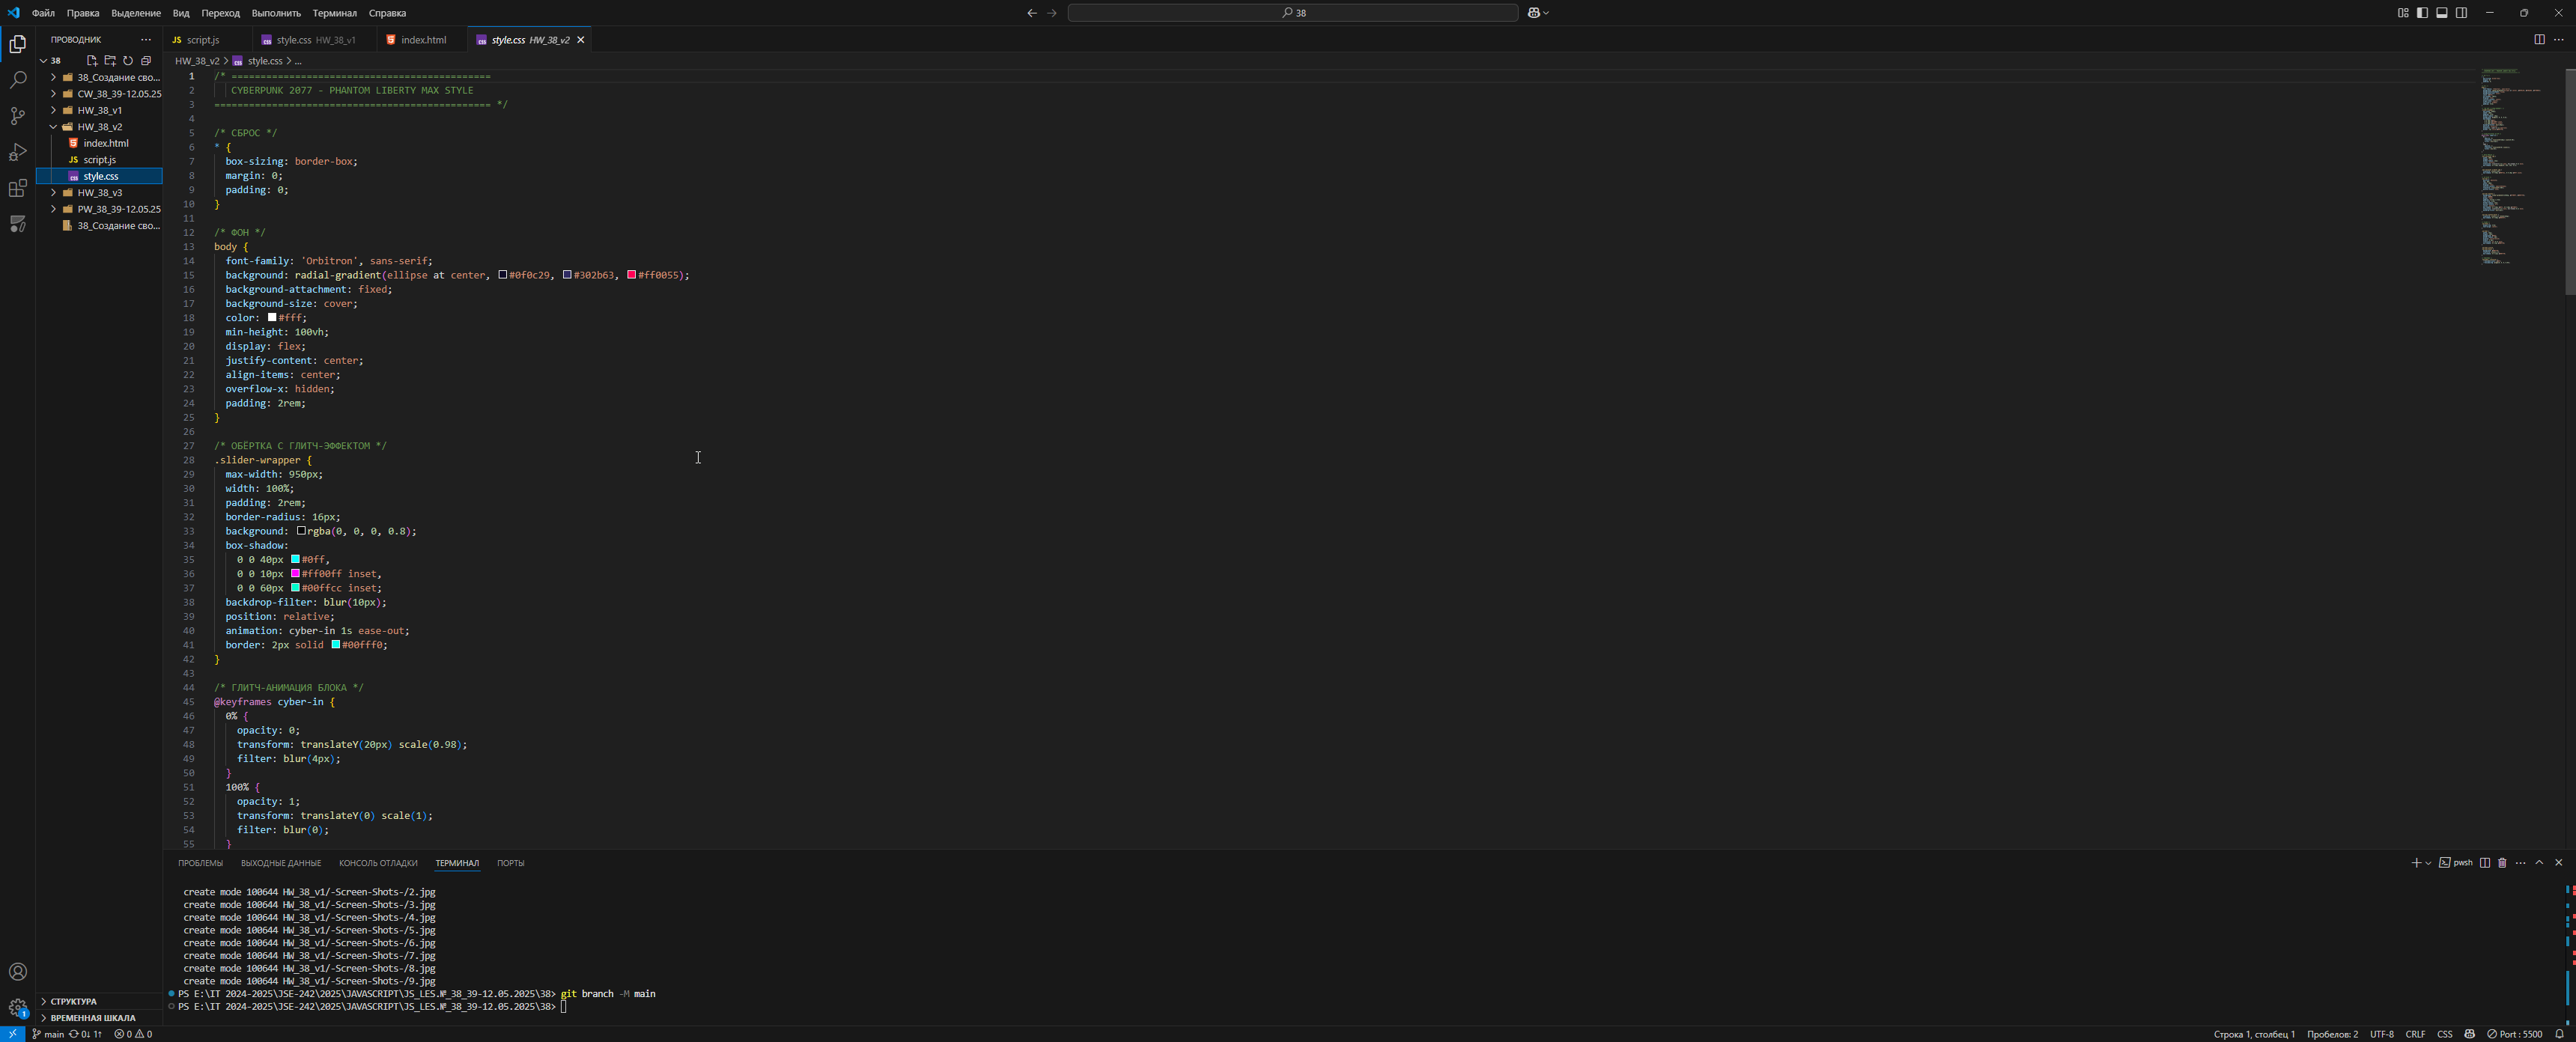 Файл Правка Выделение Вид Переход Выполнить Терминал Справка
38
ПРОВОДНИК
script.js
style.css HW_38_v1
index.html
style.css HW_38_v2
38
HW_38_v2 > style.css > ...
38_Создание сво...
CW_38_39-12.05.25
HW_38_v1
HW_38_v2
index.html
script.js
style.css
HW_38_v3
PW_38_39-12.05.25
38_Создание сво...
1 /* =============================================
2 CYBERPUNK 2077 - PHANTOM LIBERTY MAX STYLE
3 ================================================ */
4
5 /* СБРОС */
6 * {
7 box-sizing: border-box;
8 margin: 0;
9 padding: 0;
10 }
11
12 /* ФОН */
13 body {
14 font-family: 'Orbitron', sans-serif;
15 background: radial-gradient(ellipse at center, #0f0c29, #302b63, #ff0055);
16 background-attachment: fixed;
17 background-size: cover;
18 color: #fff;
19 min-height: 100vh;
20 display: flex;
21 justify-content: center;
22 align-items: center;
23 overflow-x: hidden;
24 padding: 2rem;
25 }
26
27 /* ОБЁРТКА С ГЛИТЧ-ЭФФЕКТОМ */
28 .slider-wrapper {
29 max-width: 950px;
30 width: 100%;
31 padding: 2rem;
32 border-radius: 16px;
33 background: rgba(0, 0, 0, 0.8);
34 box-shadow:
35 0 0 40px #0ff,
36 0 0 10px #ff00ff inset,
37 0 0 60px #00ffcc inset;
38 backdrop-filter: blur(10px);
39 position: relative;
40 animation: cyber-in 1s ease-out;
41 border: 2px solid #00fff0;
42 }
43
44 /* ГЛИТЧ-АНИМАЦИЯ БЛОКА */
45 @keyframes cyber-in {
46 0% {
47 opacity: 0;
48 transform: translateY(20px) scale(0.98);
49 filter: blur(4px);
50 }
51 100% {
52 opacity: 1;
53 transform: translateY(0) scale(1);
54 filter: blur(0);
55 }
ПРОБЛЕМЫ ВЫХОДНЫЕ ДАННЫЕ КОНСОЛЬ ОТЛАДКИ ТЕРМИНАЛ ПОРТЫ
pwsh
create mode 100644 HW_38_v1/-Screen-Shots-/2.jpg
create mode 100644 HW_38_v1/-Screen-Shots-/3.jpg
create mode 100644 HW_38_v1/-Screen-Shots-/4.jpg
create mode 100644 HW_38_v1/-Screen-Shots-/5.jpg
create mode 100644 HW_38_v1/-Screen-Shots-/6.jpg
create mode 100644 HW_38_v1/-Screen-Shots-/7.jpg
create mode 100644 HW_38_v1/-Screen-Shots-/8.jpg
create mode 100644 HW_38_v1/-Screen-Shots-/9.jpg
PS E:\IT 2024-2025\JSE-242\2025\JAVASCRIPT\JS_LES.№_38_39-12.05.2025\38> git branch -M main
PS E:\IT 2024-2025\JSE-242\2025\JAVASCRIPT\JS_LES.№_38_39-12.05.2025\38>
СТРУКТУРА
ВРЕМЕННАЯ ШКАЛА
1
main 0↓ 1↑ 0 0
Строка 1, столбец 1 Пробелов: 2 UTF-8 CRLF CSS Port : 5500